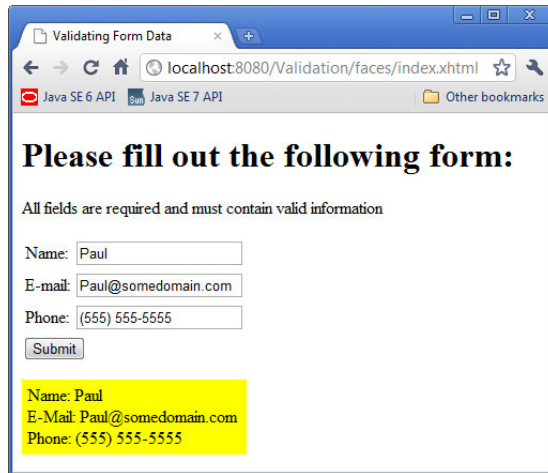 Validating Form Data
localhost:8080/Validation/faces/index.xhtml
Java SE 6 API Sun Java SE 7 API Other bookmarks
Please fill out the following form:
All fields are required and must contain valid information
Name: Paul
E-mail: Paul@somedomain.com
Phone: (555) 555-5555
Submit
Name: Paul
E-Mail: Paul@somedomain.com
Phone: (555) 555-5555